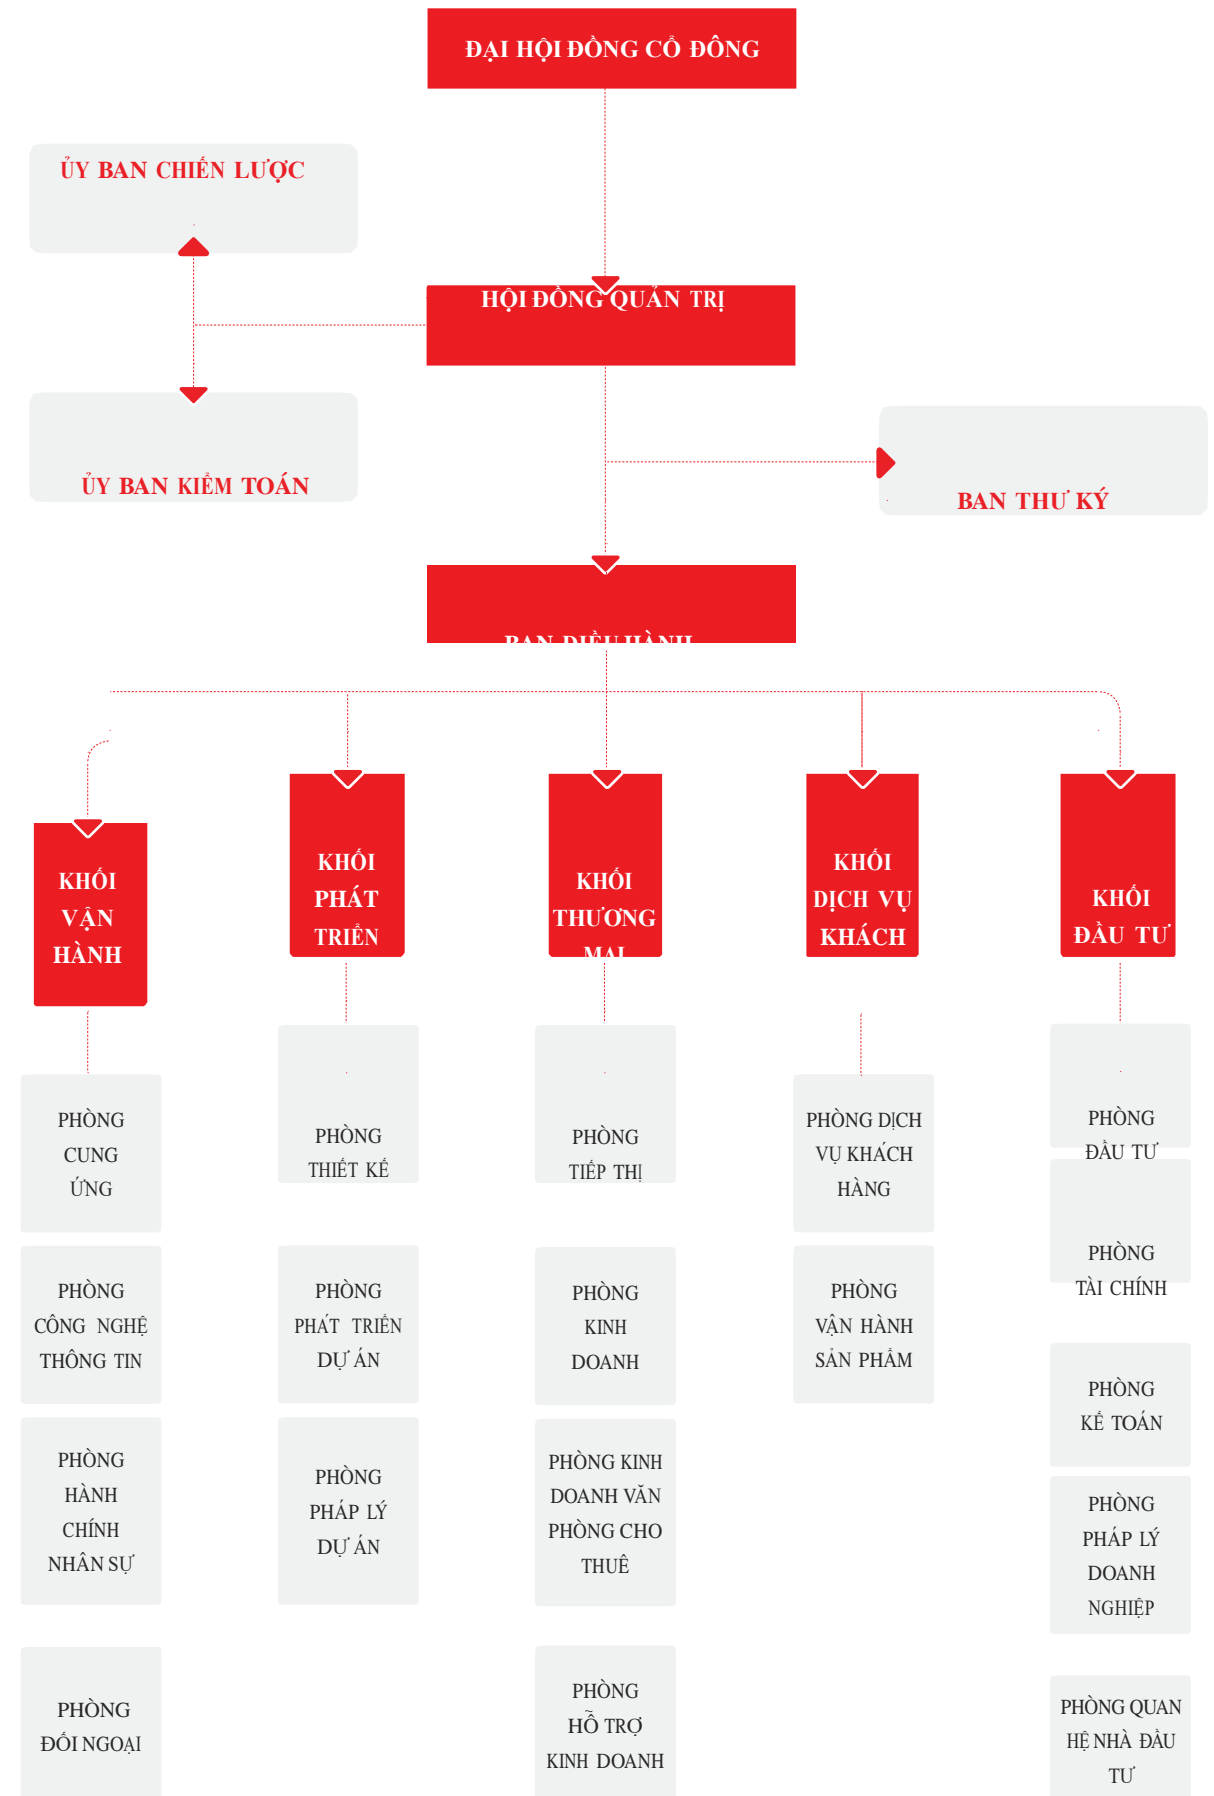 ĐẠI HỘI ĐỒNG CỔ ĐÔNG
ỦY BAN CHIẾN LƯỢC
HỘI ĐỒNG QUẢN TRỊ
ỦY BAN KIỂM TOÁN
BAN THƯ KÝ
BAN ĐIỀU HÀNH
KHỐI
VẬN
HÀNH
KHỐI
PHÁT
TRIỂN
KHỐI
THƯƠNG
MẠI
KHỐI
DỊCH VỤ
KHÁCH
KHỐI
ĐẦU TƯ
PHÒNG
CUNG
ỨNG
PHÒNG
CÔNG NGHỆ
THÔNG TIN
PHÒNG
HÀNH
CHÍNH
NHÂN SỰ
PHÒNG
ĐỐI NGOẠI
PHÒNG
THIẾT KẾ
PHÒNG
PHÁT TRIỂN
DỰ ÁN
PHÒNG
PHÁP LÝ
DỰ ÁN
PHÒNG
TIẾP THỊ
PHÒNG
KINH
DOANH
PHÒNG KINH
DOANH VĂN
PHÒNG CHO
THUÊ
PHÒNG
HỖ TRỢ
KINH DOANH
PHÒNG DỊCH
VỤ KHÁCH
HÀNG
PHÒNG
VẬN HÀNH
SẢN PHẨM
PHÒNG
ĐẦU TƯ
PHÒNG
TÀI CHÍNH
PHÒNG
KẾ TOÁN
PHÒNG
PHÁP LÝ
DOANH
NGHIỆP
PHÒNG QUAN
HỆ NHÀ ĐẦU
TƯ